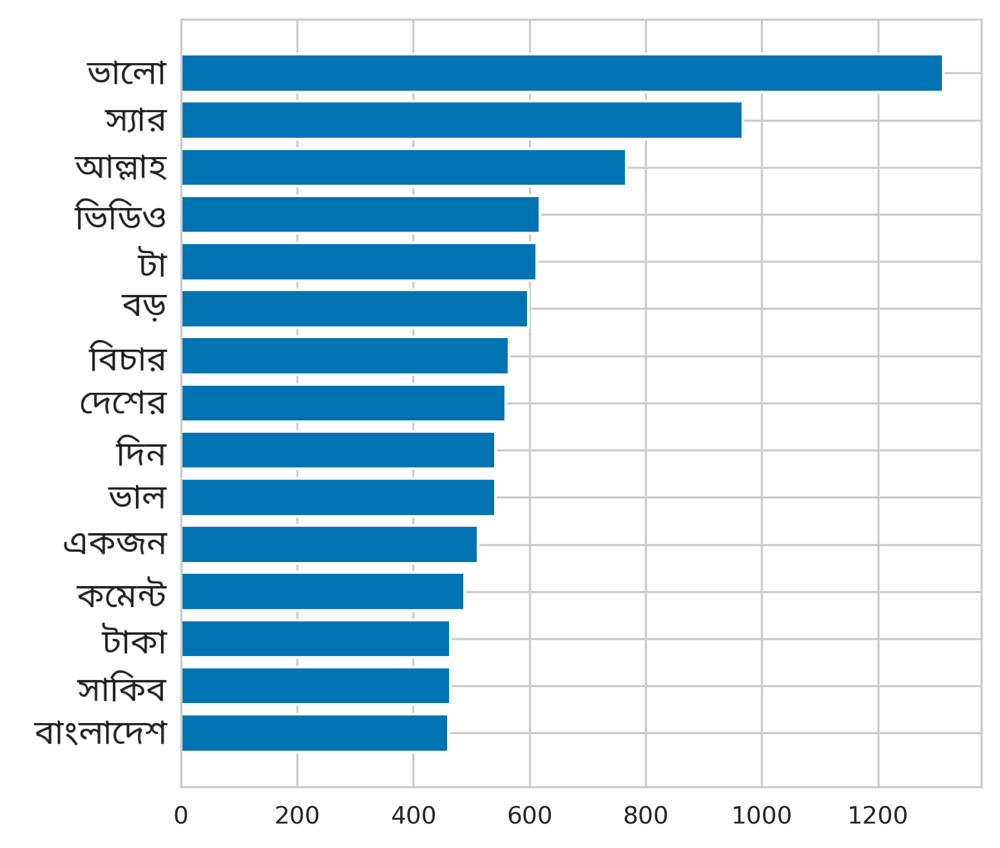 ভালো
স্যার
আল্লাহ
ভিডিও
টা
বড়
বিচার
দেশের
দিন
ভাল
একজন
কমেন্ট
টাকা
সাকিব
বাংলাদেশ
0 200 400 600 800 1000 1200